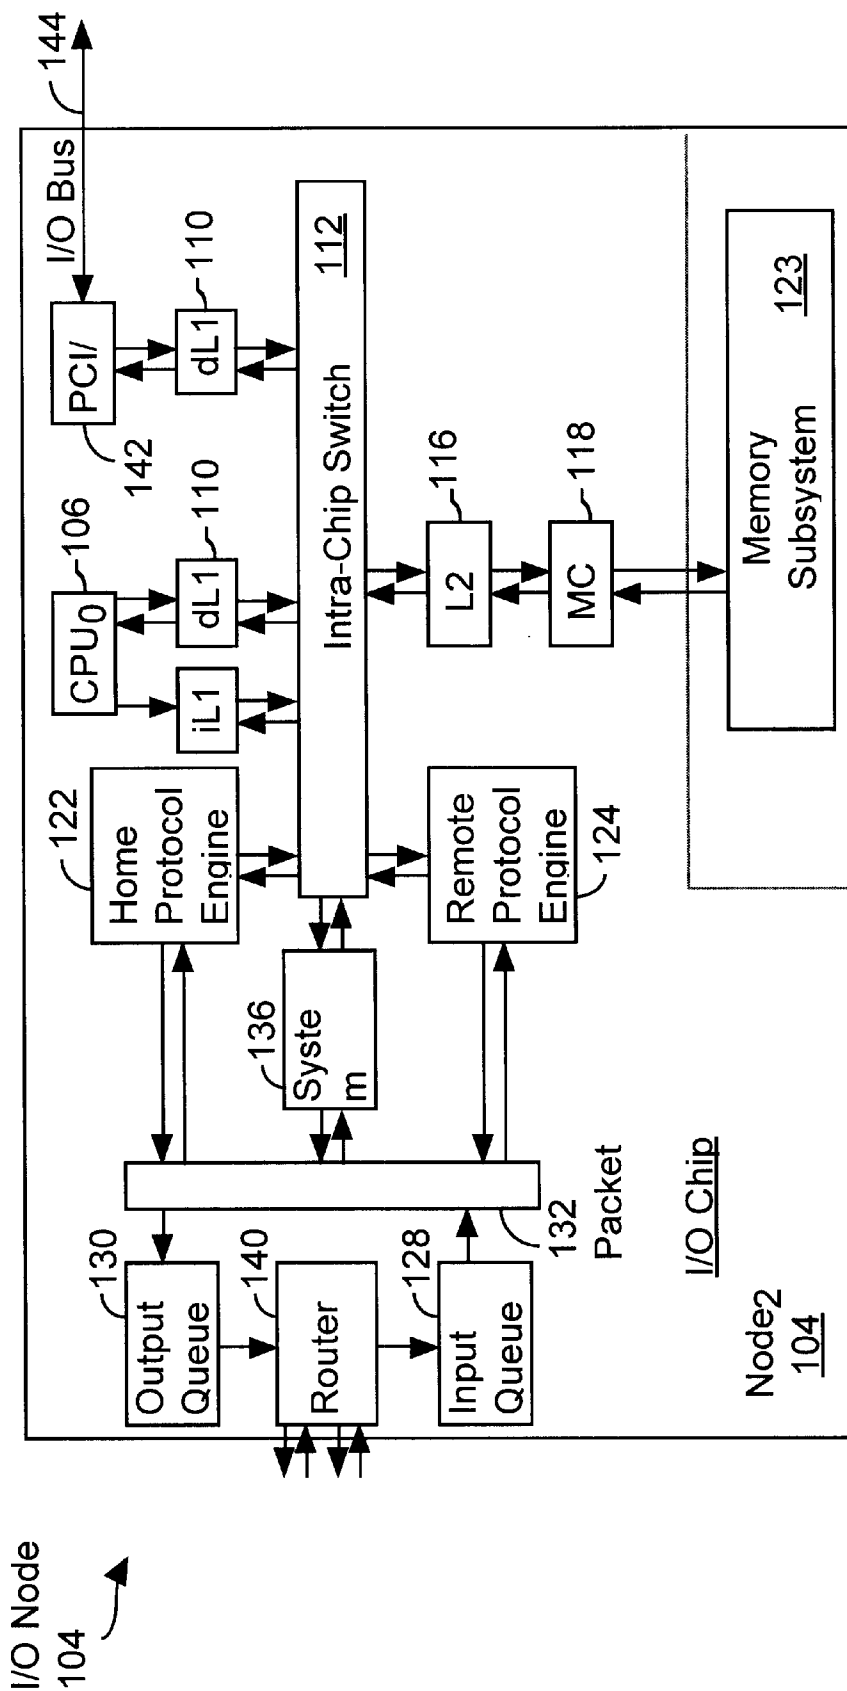 I/O Node
104
I/O Bus
144
PCI/
142
CPU0
106
dL1
110
dL1
110
iL1
Home
Protocol
Engine
122
Intra-Chip Switch
112
Output
Queue
130
Router
140
Input
Queue
128
132
Packet
Syste
m
136
Remote
Protocol
Engine
124
L2
116
MC
118
Memory
Subsystem
123
I/O Chip
Node2
104